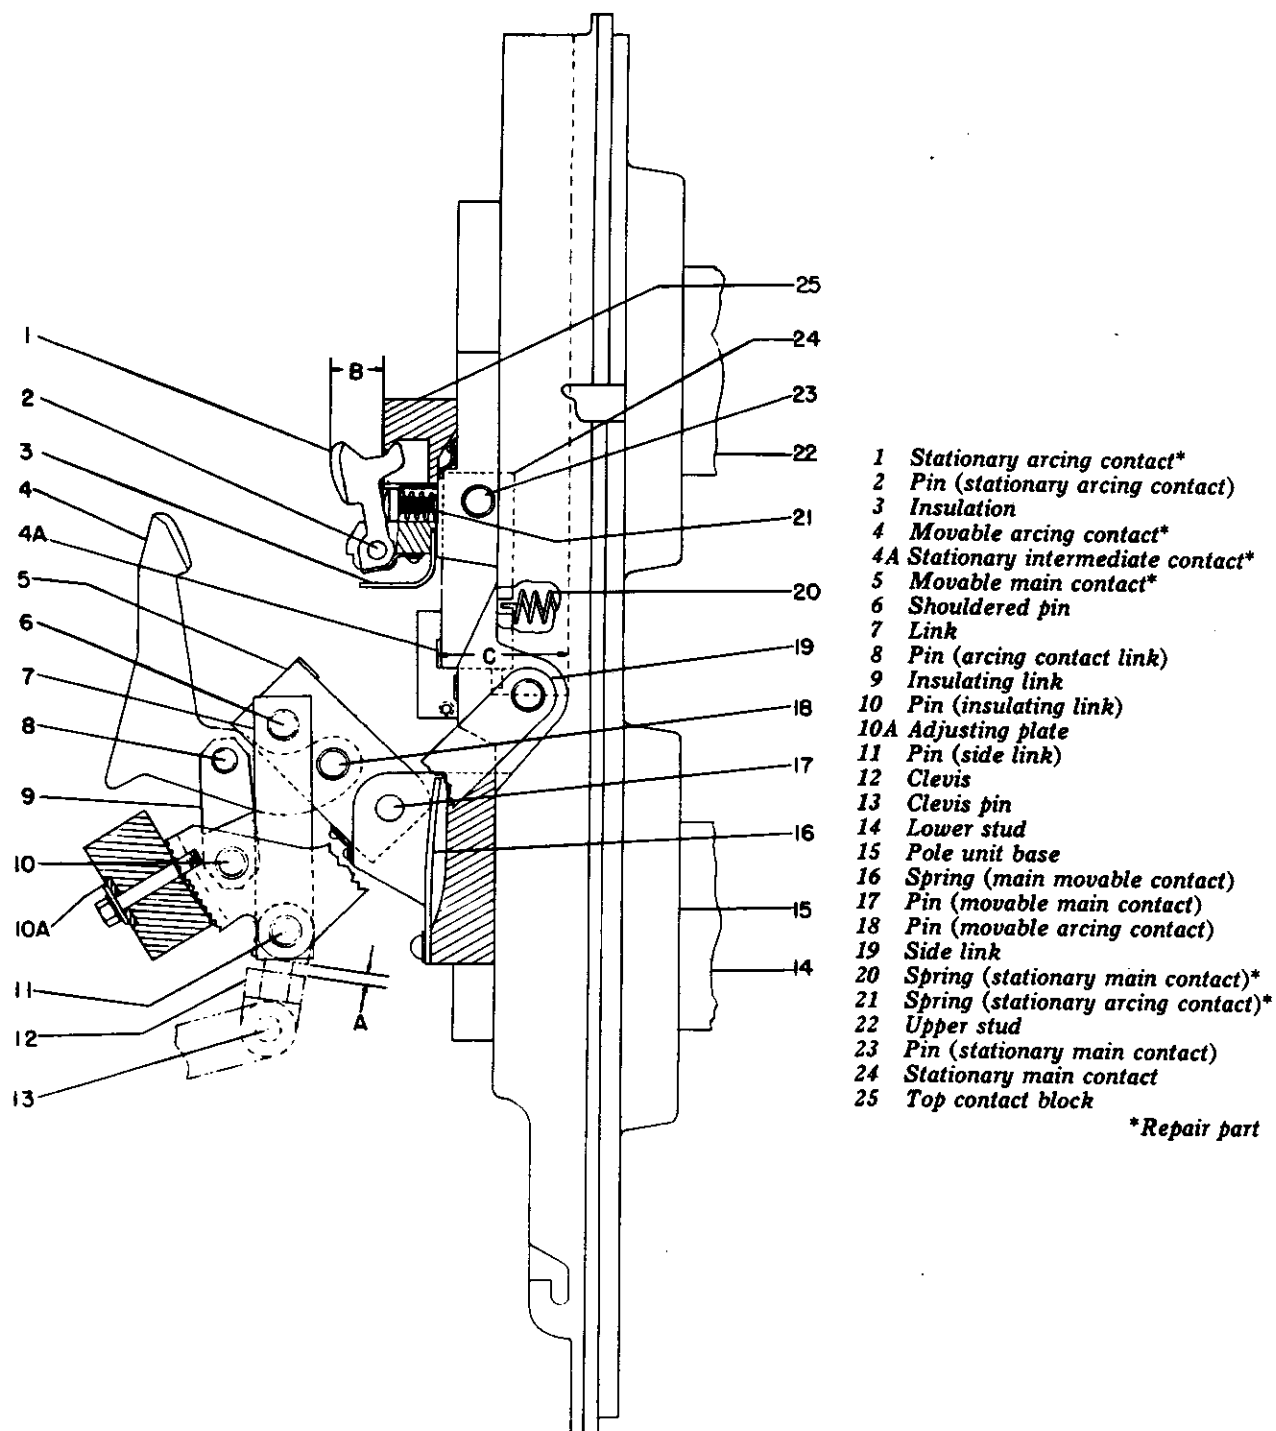 1
2
3
4
4A
5
6
7
8
9
10
10A
11
12
13
B
C
A
25
24
23
22
21
20
19
18
17
16
15
14
1 Stationary arcing contact*
2 Pin (stationary arcing contact)
3 Insulation
4 Movable arcing contact*
4A Stationary intermediate contact*
5 Movable main contact*
6 Shouldered pin
7 Link
8 Pin (arcing contact link)
9 Insulating link
10 Pin (insulating link)
10A Adjusting plate
11 Pin (side link)
12 Clevis
13 Clevis pin
14 Lower stud
15 Pole unit base
16 Spring (main movable contact)
17 Pin (movable main contact)
18 Pin (movable arcing contact)
19 Side link
20 Spring (stationary main contact)*
21 Spring (stationary arcing contact)*
22 Upper stud
23 Pin (stationary main contact)
24 Stationary main contact
25 Top contact block
*Repair part